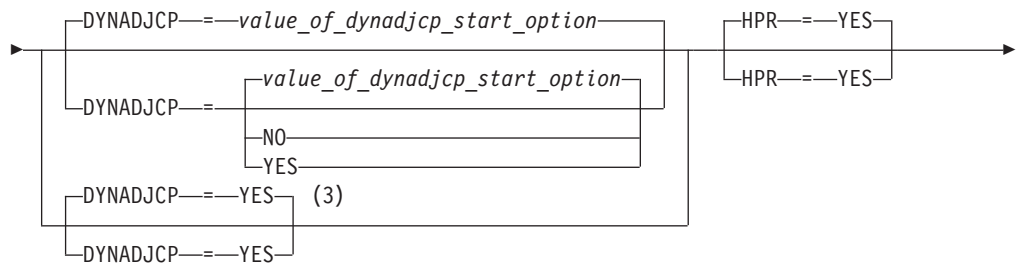 DYNADJCP=value_of_dynadjcp_start_option HPR=YES
value_of_dynadjcp_start_option HPR=YES
DYNADJCP=
NO
YES
DYNADJCP=YES (3)
DYNADJCP=YES